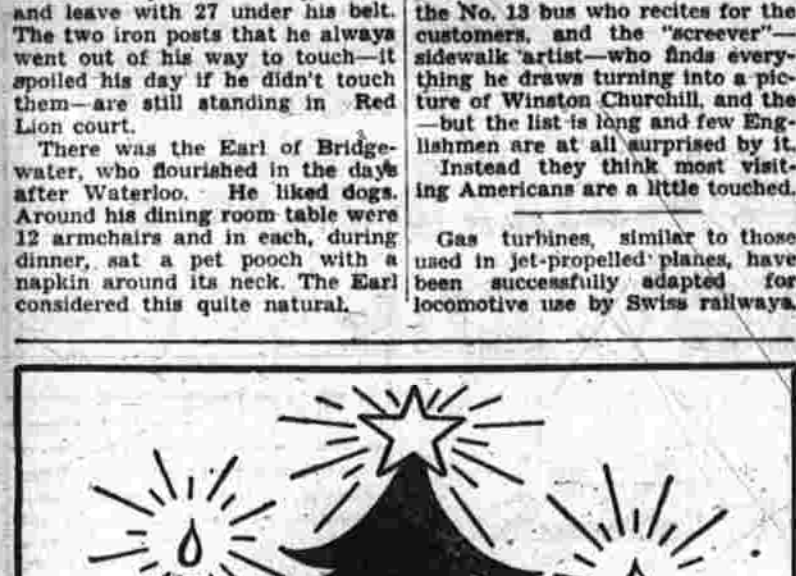 and leave with 27 under his belt.
The two iron posts that he always
went out of his way to touch—it
spoiled his day if he didn't touch
them—are still standing in Red
Lion court.
There was the Earl of Bridge-
water, who flourished in the days
after Waterloo. He liked dogs.
Around his dining room table were
12 armchairs and in each, during
dinner, sat a pet pooch with a
napkin around its neck. The Earl
considered this quite natural.
the No. 13 bus who recites for the
customers, and the "screever"—
sidewalk artist—who finds every-
thing he draws turning into a pic-
ture of Winston Churchill, and the
—but the list is long and few Eng-
lishmen are at all surprised by it.
Instead they think most visit-
ing Americans are a little touched.
Gas turbines, similar to those
used in jet-propelled planes, have
been successfully adapted for
locomotive use by Swiss railways.